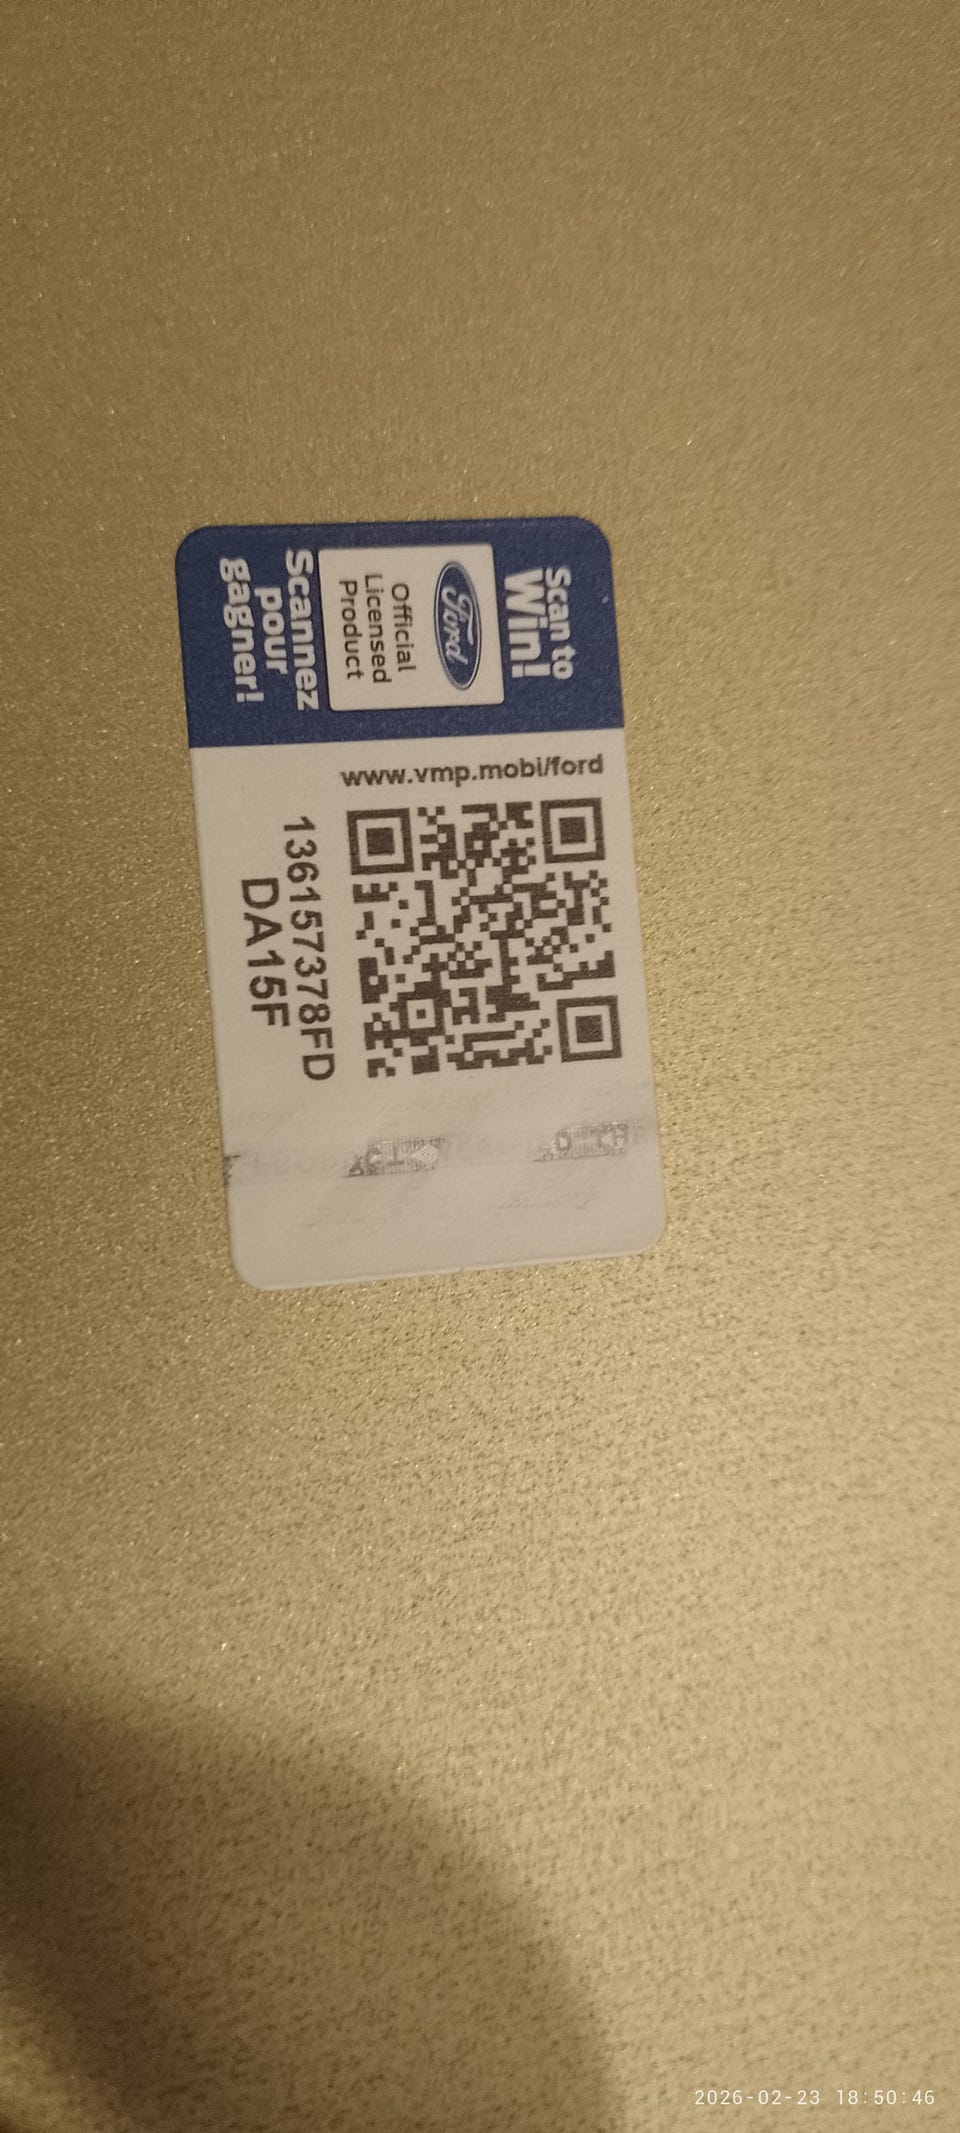 Scan to
Win!
Ford
Official
Licensed
Product
Scannez
pour
gagner!
www.vmp.mobi/ford
136157378FD
DA15F
2026-02-23 18:50:46